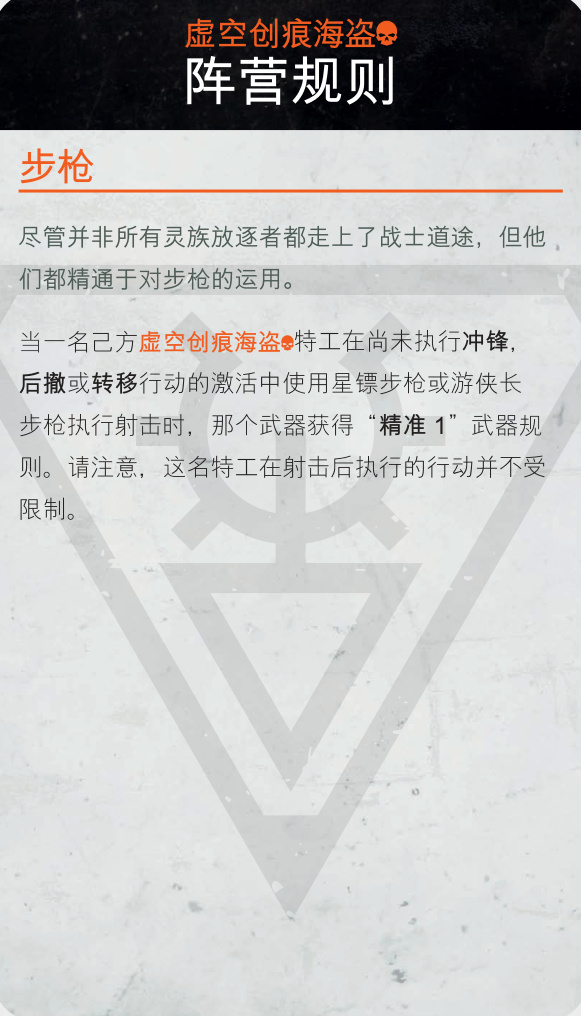 虚空创痕海盗
阵营规则
步枪
尽管并非所有灵族放逐者都走上了战士道途，但他
们都精通于对步枪的运用。
当一名己方虚空创痕海盗特工在尚未执行冲锋，
后撤或转移行动的激活中使用星镖步枪或游侠长
步枪执行射击时，那个武器获得“精准 1”武器规
则。请注意，这名特工在射击后执行的行动并不受
限制。